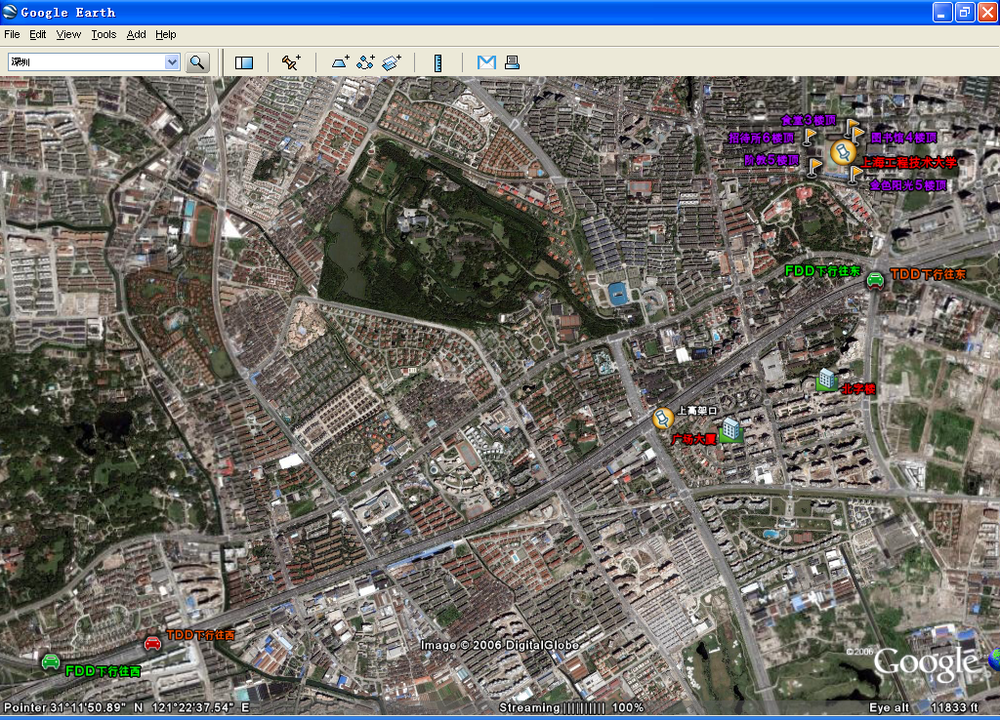 Google Earth
File Edit View Tools Add Help
深圳
食堂3楼顶
招待所6楼顶
图书馆4楼顶
阶教5楼顶
上海工程技术大学
金色阳光5楼顶
FDD下行往东
TDD下行往东
北字楼
上高架口
广场大厦
TDD下行往西
FDD下行往西
Image © 2006 DigitalGlobe
©2006 Google
Pointer 31°11'50.89" N 121°22'37.54" E
Streaming |||||||||| 100%
Eye alt 11833 ft